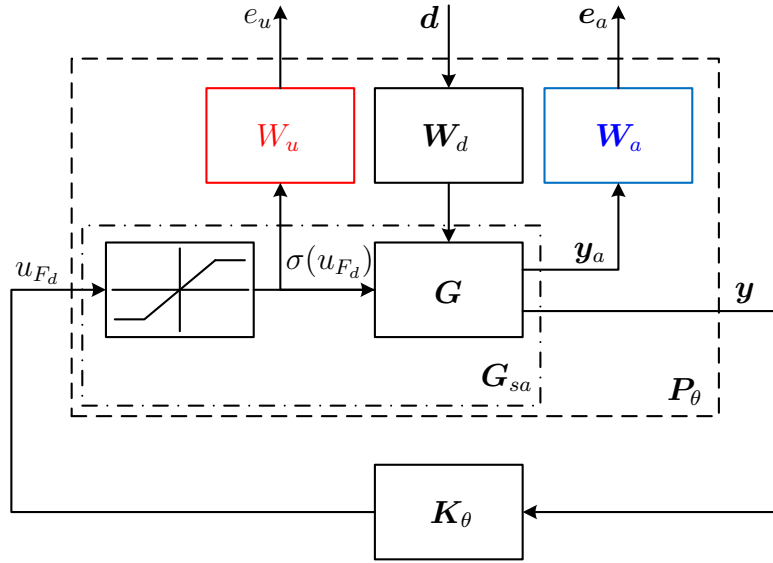 e_u d e_a
W_u W_d W_a
u_{F_d} σ(u_{F_d}) G y_a
y
G_{sa} P_θ
K_θ